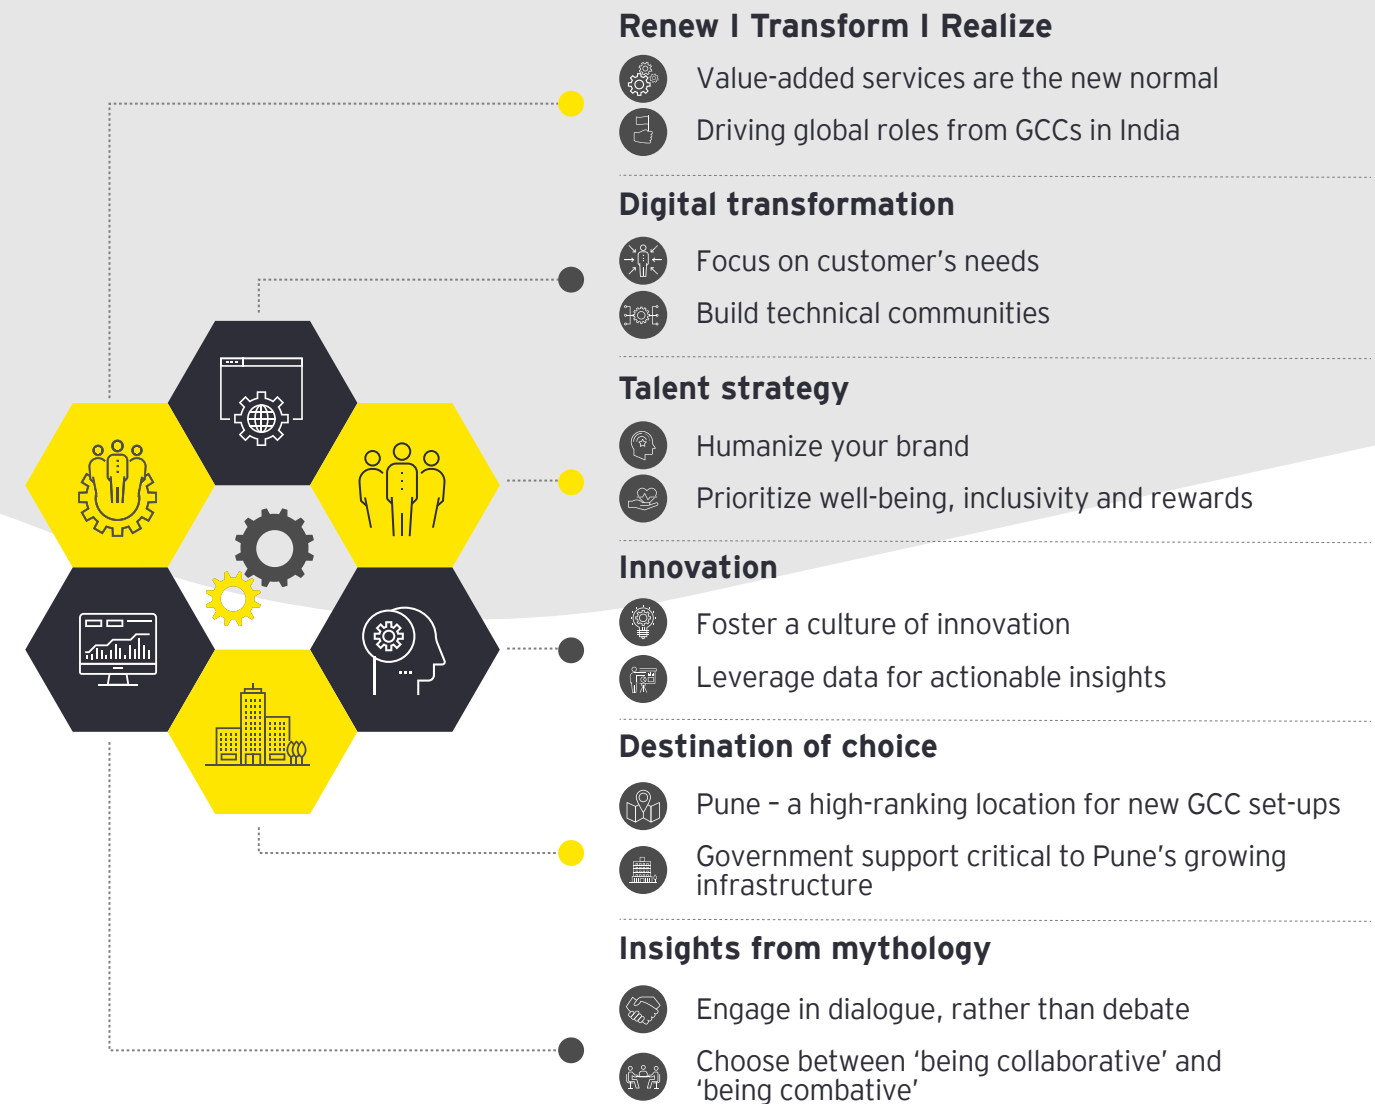 Renew I Transform I Realize
Value-added services are the new normal
Driving global roles from GCCs in India
Digital transformation
Focus on customer’s needs
Build technical communities
Talent strategy
Humanize your brand
Prioritize well-being, inclusivity and rewards
Innovation
Foster a culture of innovation
Leverage data for actionable insights
Destination of choice
Pune – a high-ranking location for new GCC set-ups
Government support critical to Pune’s growing
infrastructure
Insights from mythology
Engage in dialogue, rather than debate
Choose between ‘being collaborative’ and
‘being combative’